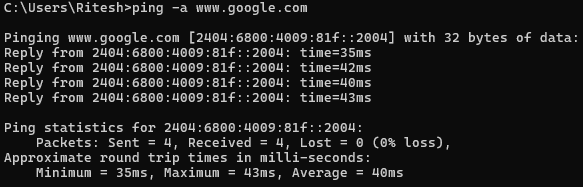 C:\Users\Ritesh>ping -a www.google.com
Pinging www.google.com [2404:6800:4009:81f::2004] with 32 bytes of data:
Reply from 2404:6800:4009:81f::2004: time=35ms
Reply from 2404:6800:4009:81f::2004: time=42ms
Reply from 2404:6800:4009:81f::2004: time=40ms
Reply from 2404:6800:4009:81f::2004: time=43ms
Ping statistics for 2404:6800:4009:81f::2004:
Packets: Sent = 4, Received = 4, Lost = 0 (0% loss),
Approximate round trip times in milli-seconds:
Minimum = 35ms, Maximum = 43ms, Average = 40ms